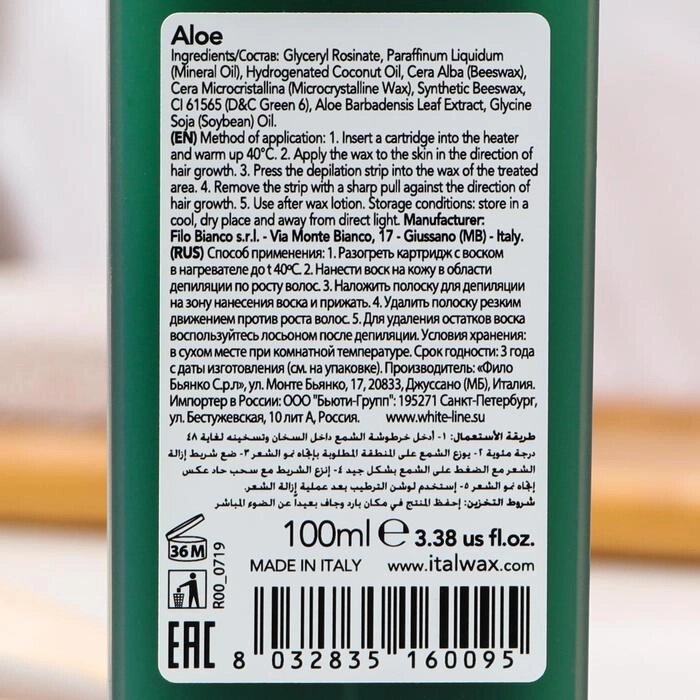 Aloe
Ingredients/Состав: Glyceryl Rosinate, Paraffinum Liquidum
(Mineral Oil), Hydrogenated Coconut Oil, Cera Alba (Beeswax),
Cera Microcristallina (Microcrystalline Wax), Synthetic Beeswax,
CI 61565 (D&C Green 6), Aloe Barbadensis Leaf Extract, Glycine
Soja (Soybean) Oil.
(EN) Method of application: 1. Insert a cartridge into the heater
and warm up 40°C. 2. Apply the wax to the skin in the direction of
hair growth. 3. Press the depilation strip into the wax of the treated
area. 4. Remove the strip with a sharp pull against the direction of
hair growth. 5. Use after wax lotion. Storage conditions: store in a
cool, dry place and away from direct light. Manufacturer:
Filo Bianco s.r.l. - Via Monte Bianco, 17 - Giussano (MB) - Italy.
(RUS) Способ применения: 1. Разогреть картридж с воском
в нагревателе до t 40°C. 2. Нанести воск на кожу в области
депиляции по росту волос. 3. Наложить полоску для депиляции
на зону нанесения воска и прижать. 4. Удалить полоску резким
движением против роста волос. 5. Для удаления остатков воска
воспользуйтесь лосьоном после депиляции. Условия хранения:
в сухом месте при комнатной температуре. Срок годности: 3 года
с даты изготовления (см. на упаковке). Производитель: «Фило
Бьянко С.р.л», ул. Монте Бьянко, 17, 20833, Джуссано (МБ), Италия.
Импортер в России: ООО "Бьюти-Групп": 195271 Санкт-Петербург,
ул. Бестужевская, 10 лит А, Россия. www.white-line.su
طريقة الاستعمال: ١- أدخل خرطوشة الشمع داخل السخان وتسخينه لغاية ٤٨
درجة مئوية ٢- يوزع الشمع على المنطقة المطلوبة بإتجاه نمو الشعر ٣- ضع شريط إزالة
الشعر مع الضغط على الشمع بشكل جيد ٤- إنزع الشريط مع سحب حاد عكس
إتجاه نمو الشعر ٥- إستخدم لوشن الترطيب بعد عملية إزالة الشعر.
شروط التخزين: إحفظ المنتج في مكان بارد وجاف بعيداً عن الضوء المباشر
36 M
R00_0719
100ml ℮ 3.38 us fl.oz.
MADE IN ITALY www.italwax.com
EAC
8 032835 160095